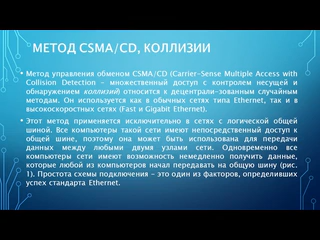 МЕТОД CSMA/CD, КОЛЛИЗИИ
• Метод управления обменом CSMA/CD (Carrier-Sense Multiple Access with
Collision Detection – множественный доступ с контролем несущей и
обнаружением коллизий) относится к децентрали-зованным случайным
методам. Он используется как в обычных сетях типа Ethernet, так и в
высокоскоростных сетях (Fast и Gigabit Ethernet).
• Этот метод применяется исключительно в сетях с логической общей
шиной. Все компьютеры такой сети имеют непосредственный доступ к
общей шине, поэтому она может быть использована для передачи
данных между любыми двумя узлами сети. Одновременно все
компьютеры сети имеют возможность немедленно получить данные,
которые любой из компьютеров начал передавать на общую шину (рис.
1). Простота схемы подключения – это один из факторов, определивших
успех стандарта Ethernet.